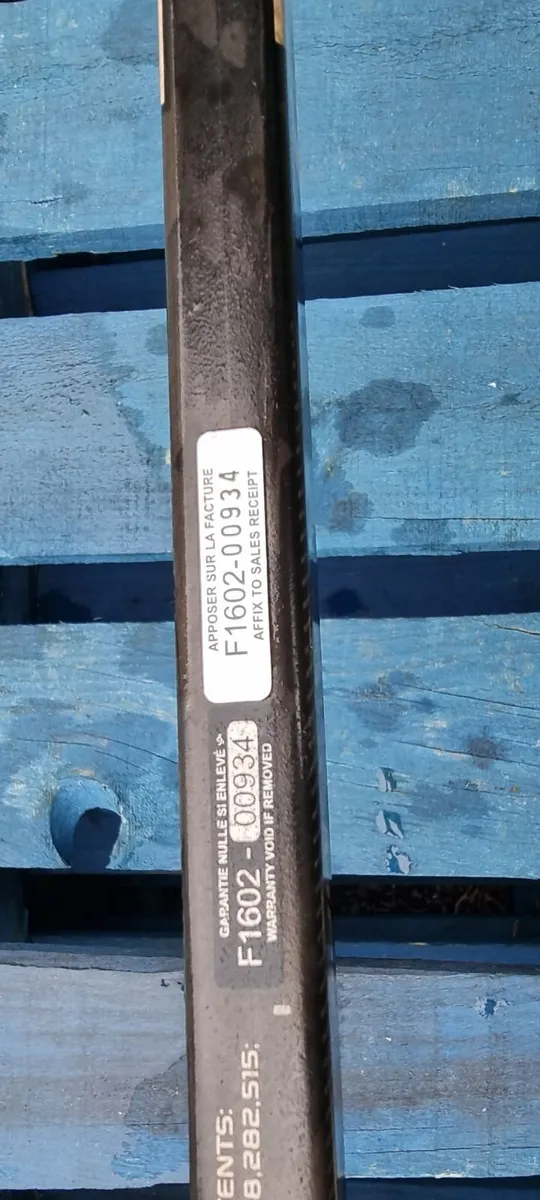 APPOSER SUR LA FACTURE
F1602-00934
AFFIX TO SALES RECEIPT
GARANTIE NULLE SI ENLEVÉ
F1602 - 00934
WARRANTY VOID IF REMOVED
TENTS:
8,282,515;